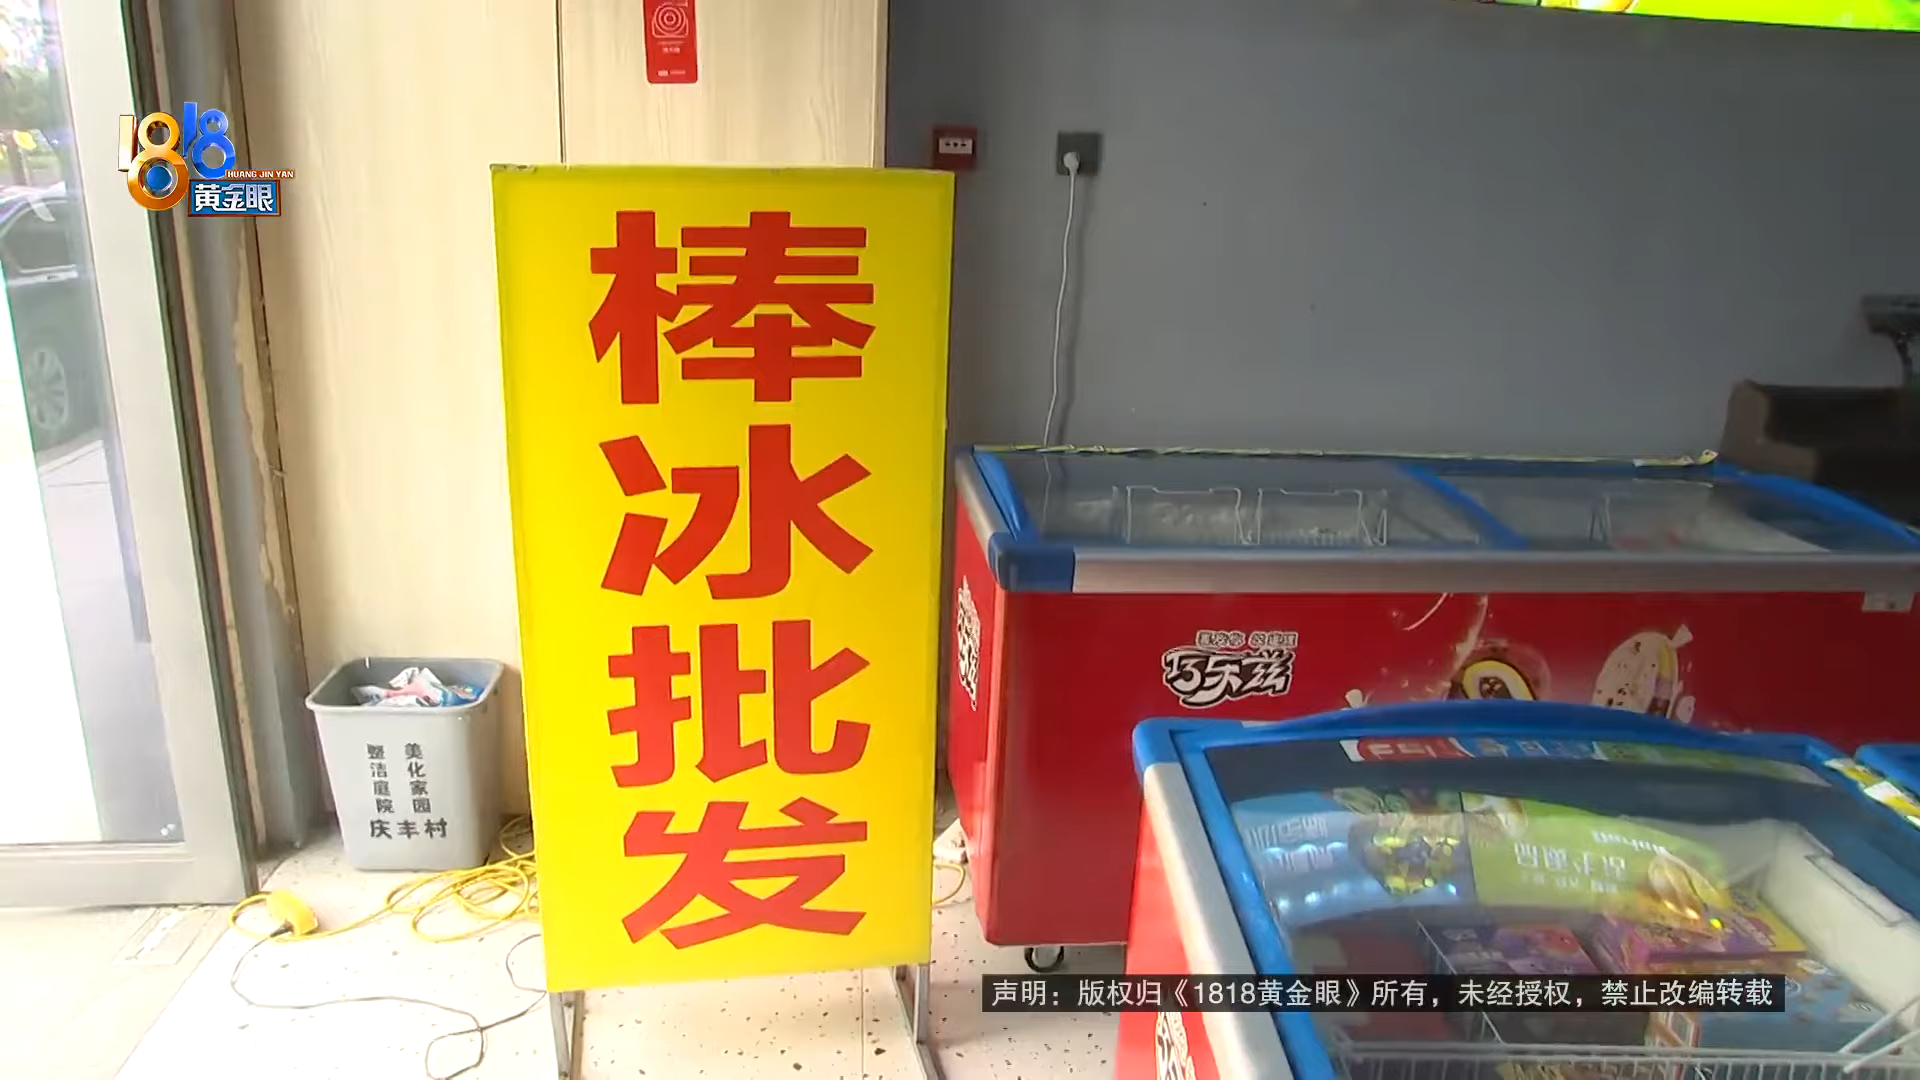 1818
HUANG JIN YAN
黄金眼
棒冰批发
巧乐兹
美化家园
整洁庭院
庆丰村
声明：版权归《1818黄金眼》所有，未经授权，禁止改编转载